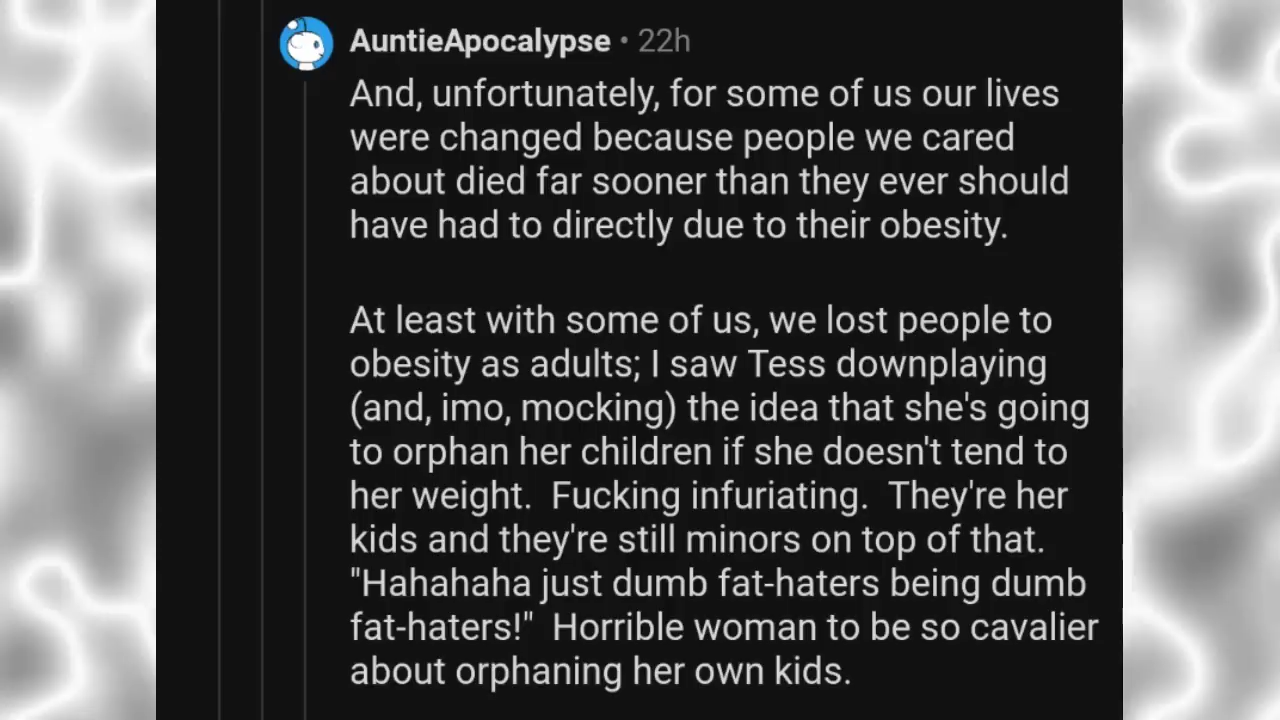 AuntieApocalypse • 22h
And, unfortunately, for some of us our lives
were changed because people we cared
about died far sooner than they ever should
have had to directly due to their obesity.
At least with some of us, we lost people to
obesity as adults; I saw Tess downplaying
(and, imo, mocking) the idea that she's going
to orphan her children if she doesn't tend to
her weight.  Fucking infuriating.  They're her
kids and they're still minors on top of that.
"Hahahaha just dumb fat-haters being dumb
fat-haters!"  Horrible woman to be so cavalier
about orphaning her own kids.